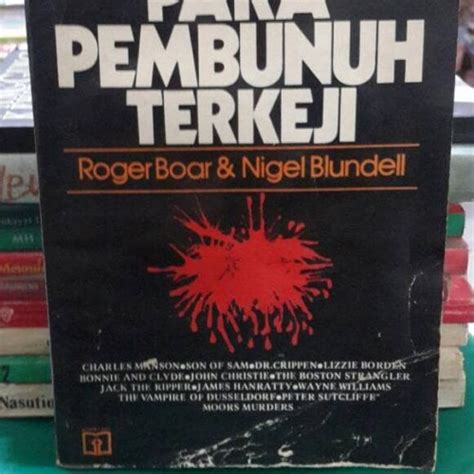 PARA
PEMBUNUH
TERKEJI
Roger Boar & Nigel Blundell
CHARLES MANSON•SON OF SAM•DR.CRIPPEN•LIZZIE BORDEN
BONNIE AND CLYDE•JOHN CHRISTIE•THE BOSTON STRANGLER
JACK THE RIPPER•JAMES HANRATTY•WAYNE WILLIAMS
THE VAMPIRE OF DUSSELDORF•PETER SUTCLIFFE
MOORS MURDERS
Nasution